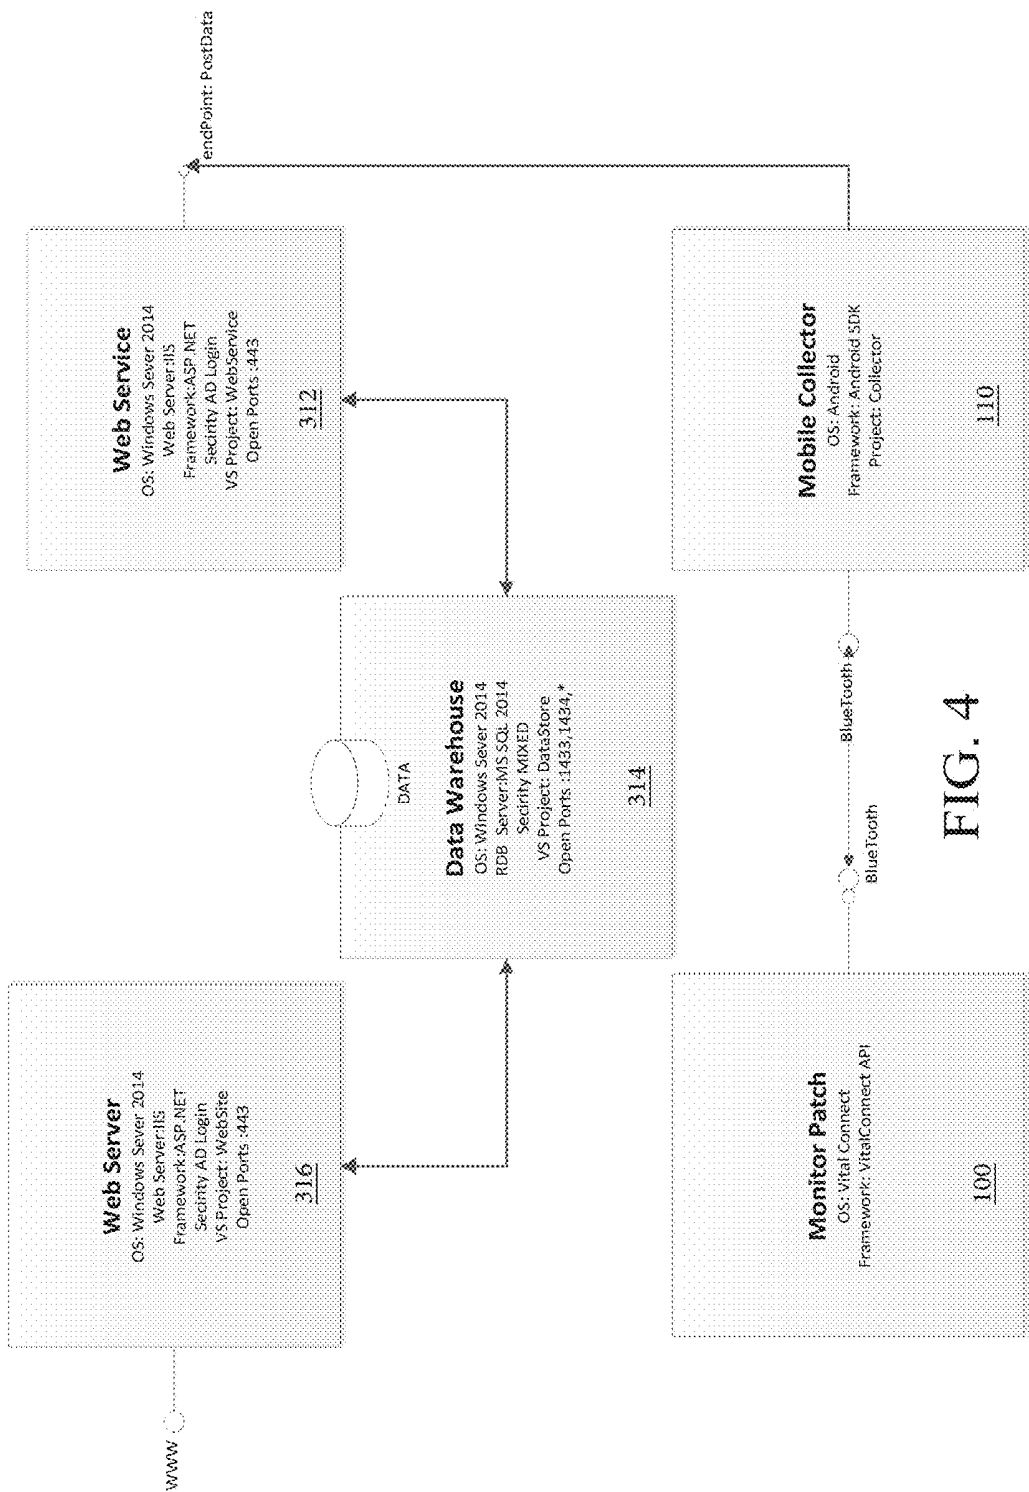 WWW
Web Server
OS: Windows Sever 2014
Web Server:IIS
Framework:ASP.NET
Secirity AD Login
VS Project: WebSite
Open Ports :443
316
Web Service
OS: Windows Sever 2014
Web Server:IIS
Framework:ASP.NET
Secirity AD Login
VS Project: WebService
Open Ports :443
312
endPoint: PostData
DATA
Data Warehouse
OS: Windows Sever 2014
RDB Server:MS SQL 2014
Secirity MIXED
VS Project: DataStore
Open Ports :1433,1434,*
314
Monitor Patch
OS: Vital Connect
Framework: VitalConnect API
100
BlueTooth
BlueTooth
Mobile Collector
OS: Android
Framework: Android SDK
Project: Collector
110
FIG. 4